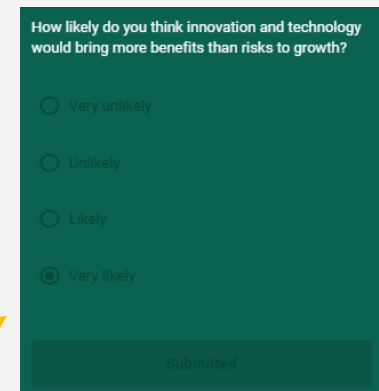 How likely do you think innovation and technology
would bring more benefits than risks to growth?
Very unlikely
Unlikely
Likely
Very likely
Submitted